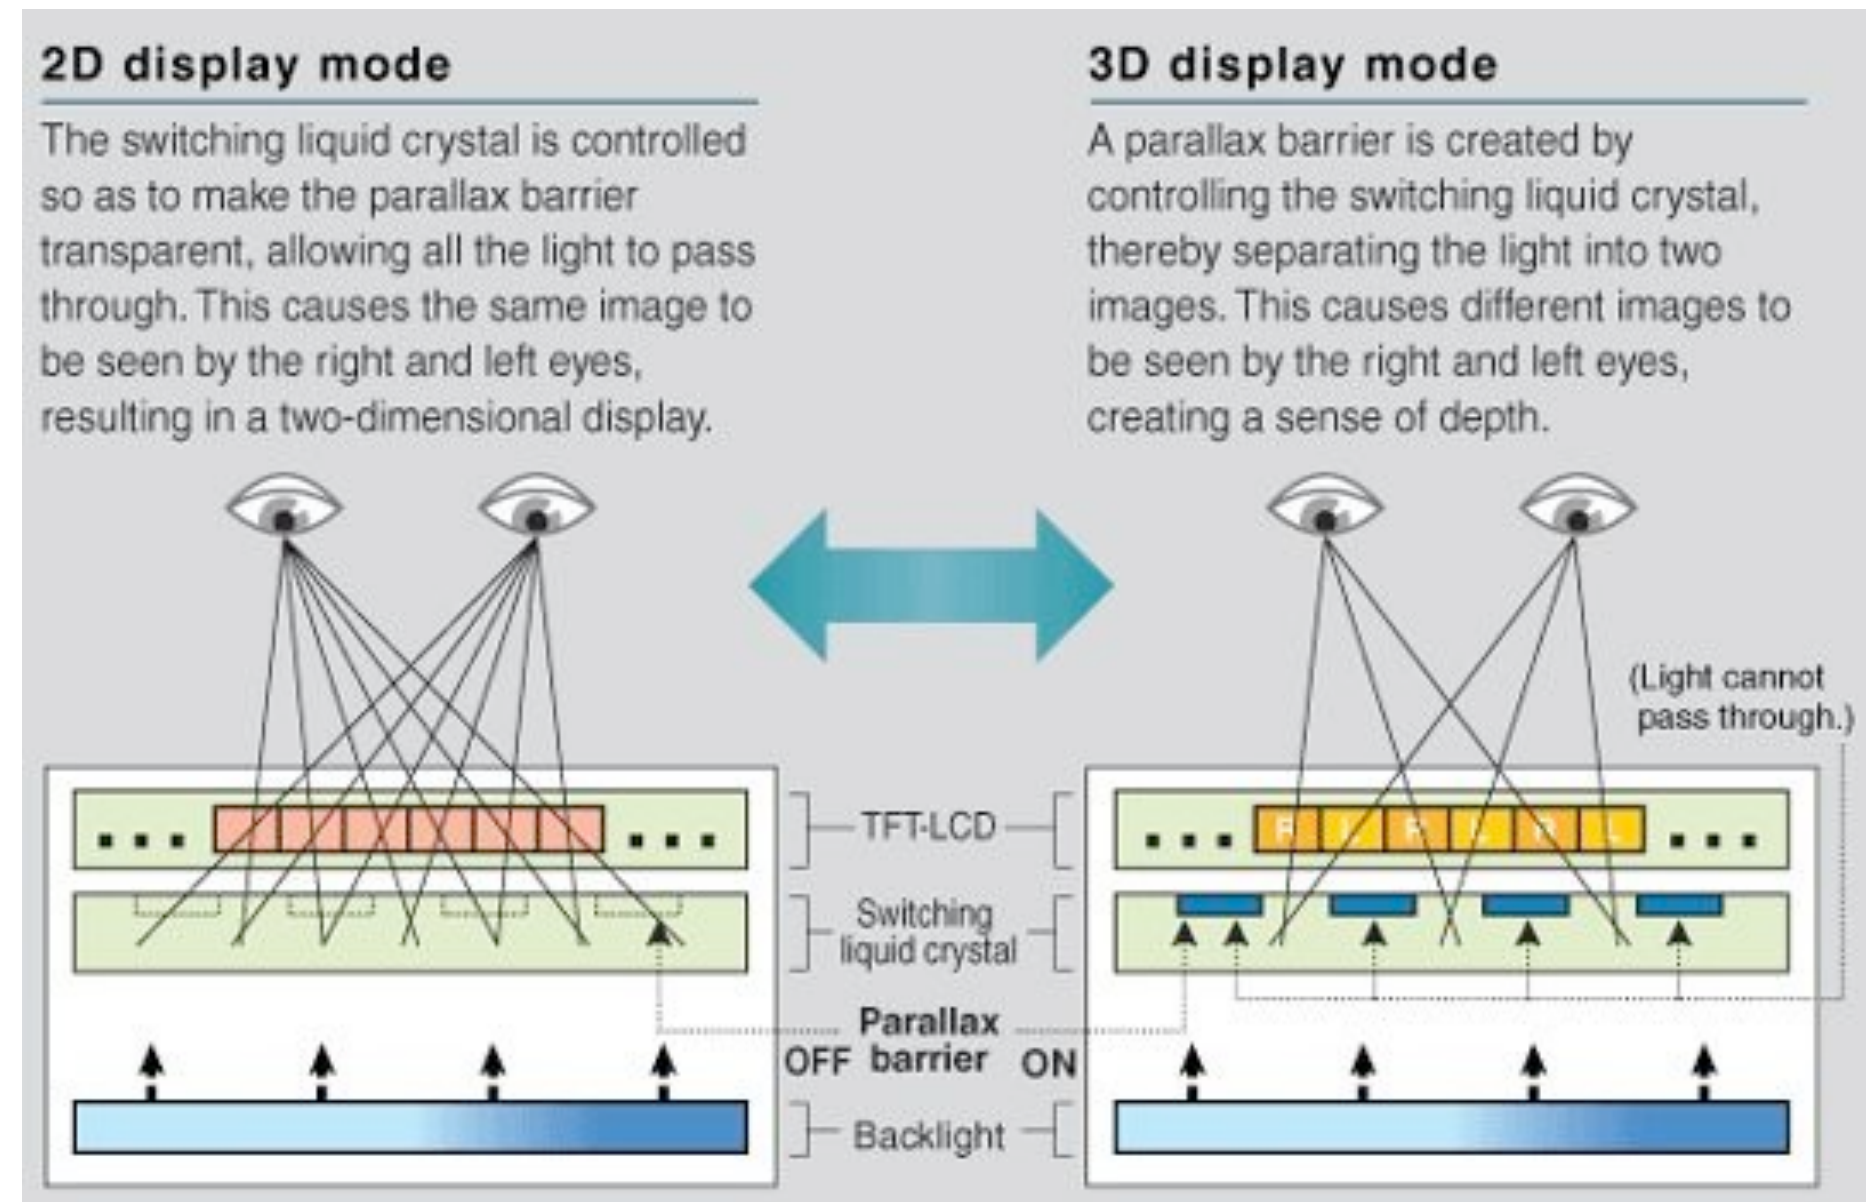 2D display mode
The switching liquid crystal is controlled
so as to make the parallax barrier
transparent, allowing all the light to pass
through. This causes the same image to
be seen by the right and left eyes,
resulting in a two-dimensional display.
3D display mode
A parallax barrier is created by
controlling the switching liquid crystal,
thereby separating the light into two
images. This causes different images to
be seen by the right and left eyes,
creating a sense of depth.
(Light cannot
pass through.)
TFT-LCD
R L R L R L
Switching
liquid crystal
Parallax
OFF barrier ON
Backlight